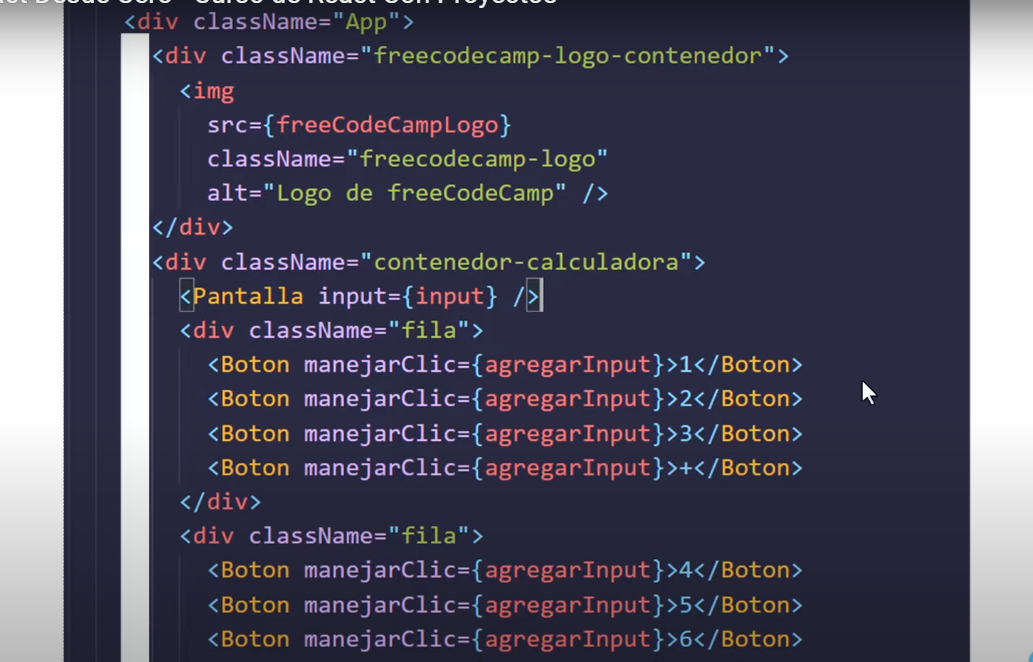 Desde Cero - Curso de React Con Proyectos
<div className="App">
<div className="freecodecamp-logo-contenedor">
<img
src={freeCodeCampLogo}
className="freecodecamp-logo"
alt="Logo de freeCodeCamp" />
</div>
<div className="contenedor-calculadora">
<Pantalla input={input} />
<div className="fila">
<Boton manejarClic={agregarInput}>1</Boton>
<Boton manejarClic={agregarInput}>2</Boton>
<Boton manejarClic={agregarInput}>3</Boton>
<Boton manejarClic={agregarInput}>+</Boton>
</div>
<div className="fila">
<Boton manejarClic={agregarInput}>4</Boton>
<Boton manejarClic={agregarInput}>5</Boton>
<Boton manejarClic={agregarInput}>6</Boton>